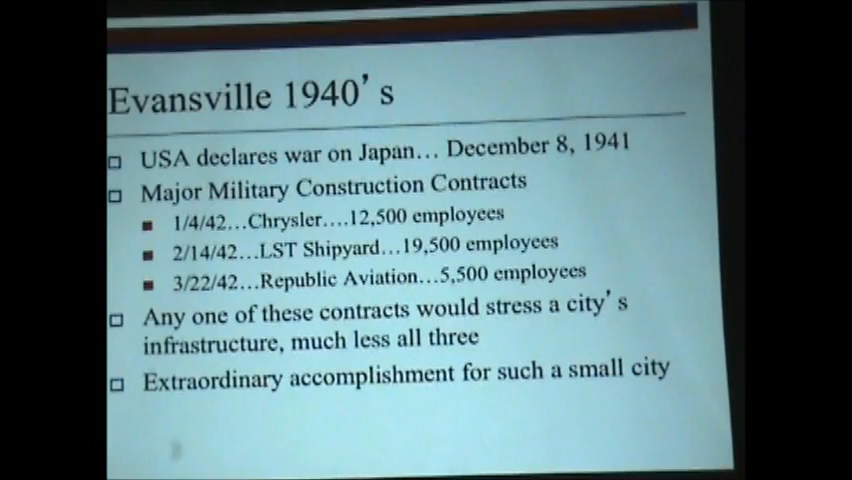 Evansville 1940's
USA declares war on Japan... December 8, 1941
Major Military Construction Contracts
1/4/42...Chrysler....12,500 employees
2/14/42...LST Shipyard...19,500 employees
3/22/42...Republic Aviation...5,500 employees
Any one of these contracts would stress a city's
infrastructure, much less all three
Extraordinary accomplishment for such a small city